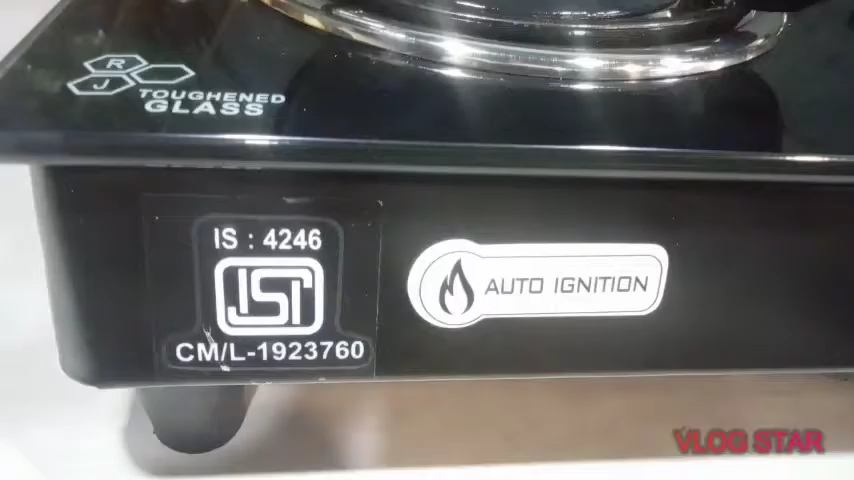 R
J
TOUGHENED
GLASS
IS : 4246
ISI
CM/L-1923760
AUTO IGNITION
VLOG STAR